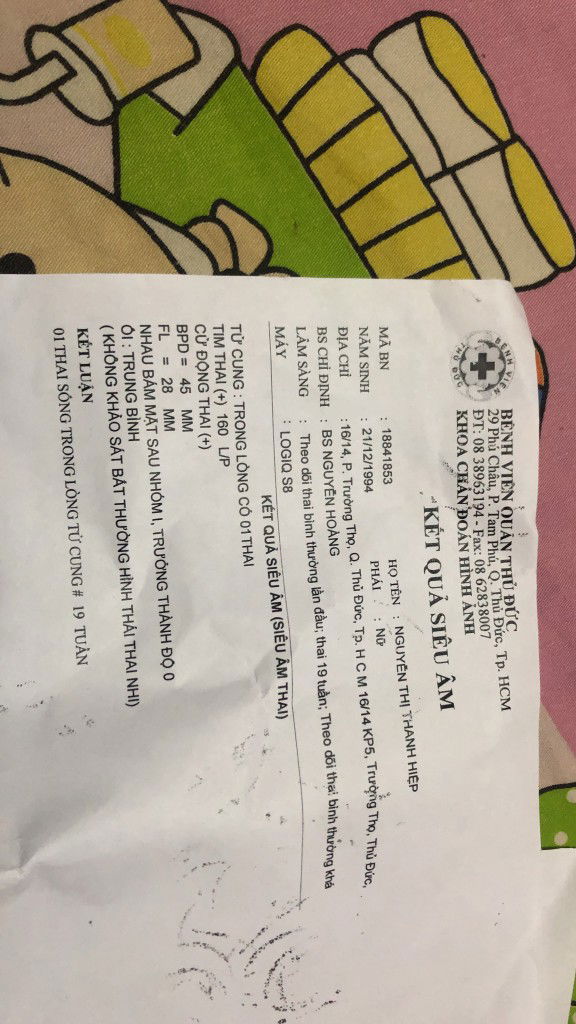 BỆNH VIỆN QUẬN THỦ ĐỨC
29 Phú Châu, P. Tam Phú, Q. Thủ Đức, Tp. HCM
ĐT: 08 38963194 - Fax: 08 62838007
KHOA CHẨN ĐOÁN HÌNH ẢNH
KẾT QUẢ SIÊU ÂM
MÃ BN : 18841853 HỌ TÊN : NGUYỄN THỊ THANH HIỆP
NĂM SINH : 21/12/1994 PHÁI : NỮ
ĐỊA CHỈ : 16/14, P. Trường Thọ, Q. Thủ Đức, Tp. H C M 16/14 KP5, Trường Thọ, Thủ Đức,
BS CHỈ ĐỊNH : BS NGUYỄN HOÀNG
LÂM SÀNG : Theo dõi thai bình thường lần đầu; thai 19 tuần; Theo dõi thai bình thường khá
MÁY : LOGIQ S8
KẾT QUẢ SIÊU ÂM (SIÊU ÂM THAI)
TỬ CUNG : TRONG LÒNG CÓ 01 THAI
TIM THAI (+) 160 L/P
CỬ ĐỘNG THAI (+)
BPD = 45 MM
FL = 28 MM
NHAU BÁM MẶT SAU NHÓM I, TRƯỞNG THÀNH ĐỘ 0
ỐI : TRUNG BÌNH
( KHÔNG KHẢO SÁT BẤT THƯỜNG HÌNH THÁI THAI NHI)
KẾT LUẬN
01 THAI SỐNG TRONG LÒNG TỬ CUNG # 19 TUẦN